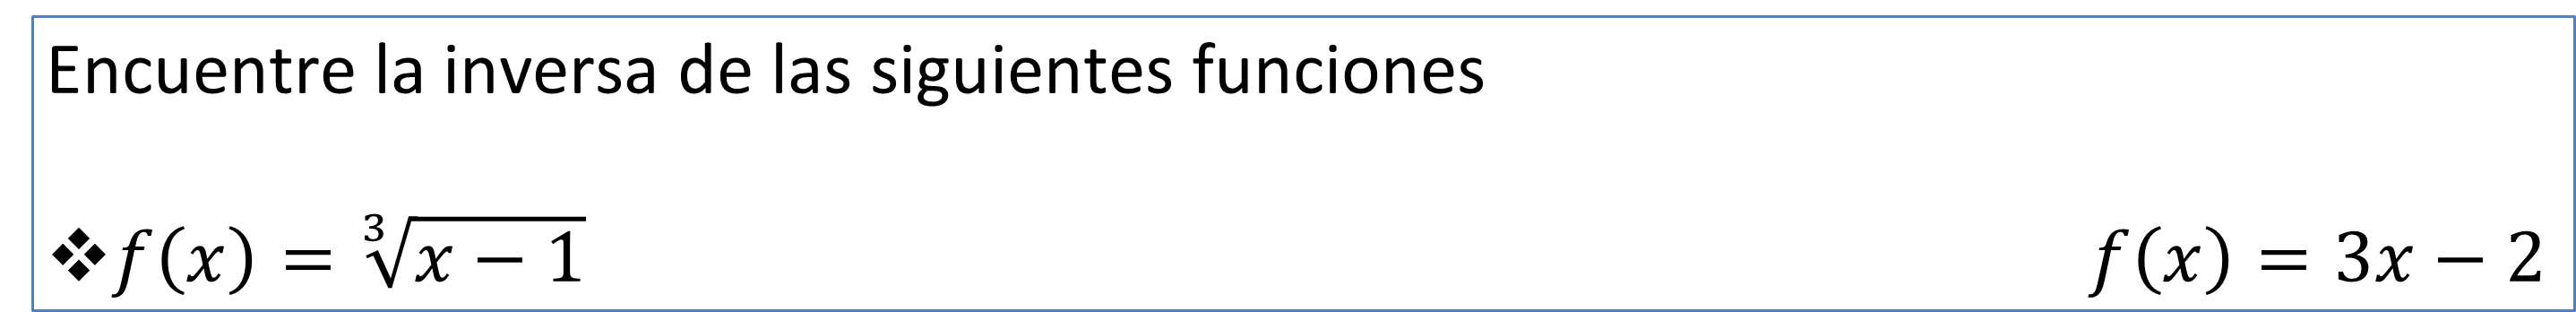 Encuentre la inversa de las siguientes funciones
❖f(x) = ∛(x − 1) f(x) = 3x − 2